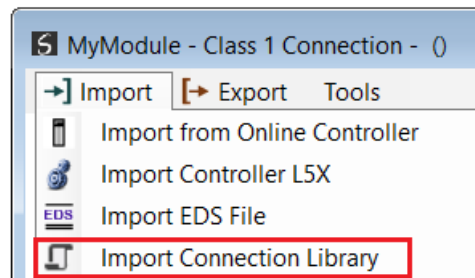 MyModule - Class 1 Connection - ()
Import Export Tools
Import from Online Controller
Import Controller L5X
EDS Import EDS File
Import Connection Library